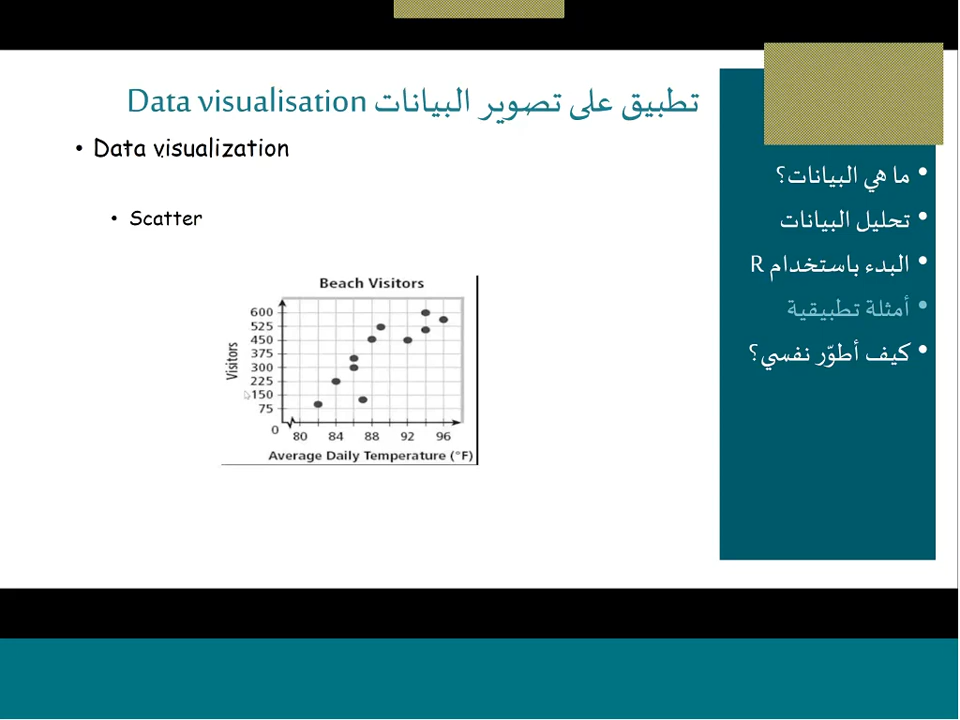 تطبيق على تصوير البيانات Data visualisation
• Data visualization
• Scatter
Beach Visitors
Visitors
600
525
450
375
300
225
150
75
0
80 84 88 92 96
Average Daily Temperature (°F)
• ما هي البيانات؟
• تحليل البيانات
• البدء باستخدام R
• أمثلة تطبيقية
• كيف أطوّر نفسي؟